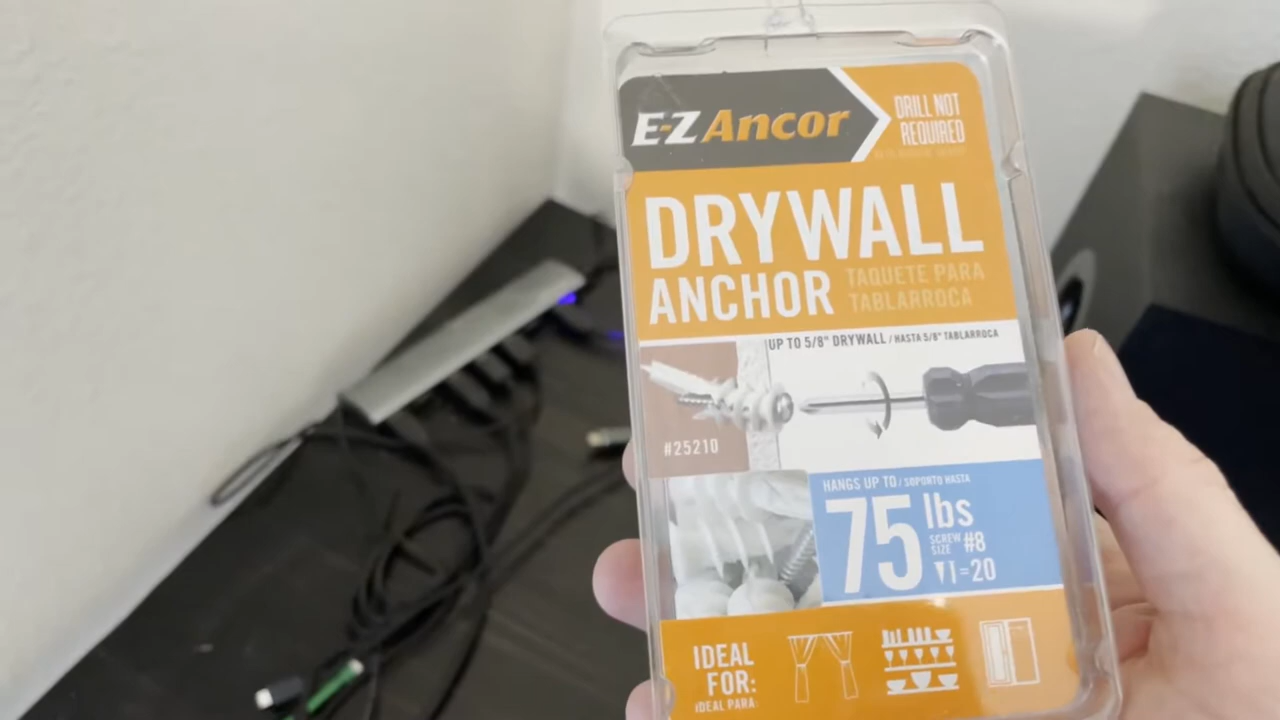 E-Z Ancor
DRILL NOT
REQUIRED
DRYWALL
ANCHOR
TAQUETE PARA
TABLARROCA
UP TO 5/8" DRYWALL / HASTA 5/8" TABLARROCA
#25210
HANGS UP TO / SOPORTO HASTA
75 lbs
SCREW SIZE #8
=20
IDEAL
FOR:
IDEAL PARA: